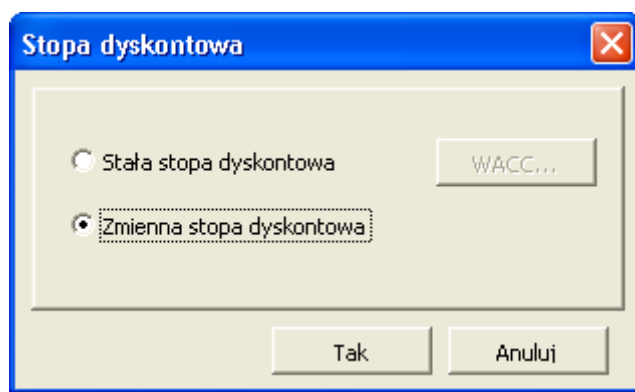 Stopa dyskontowa
Stała stopa dyskontowa
WACC...
Zmienna stopa dyskontowa
Tak
Anuluj